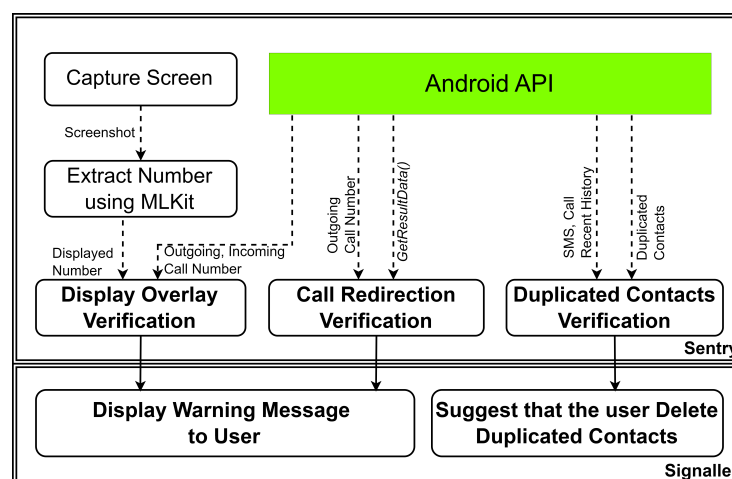 Capture Screen
Android API
Screenshot
Extract Number
using MLKit
Displayed
Number
Outgoing, Incoming
Call Number
Outgoing
Call Number
GetResultData()
SMS, Call
Recent History
Duplicated
Contacts
Display Overlay
Verification
Call Redirection
Verification
Duplicated Contacts
Verification
Sentry
Display Warning Message
to User
Suggest that the user Delete
Duplicated Contacts
Signalle